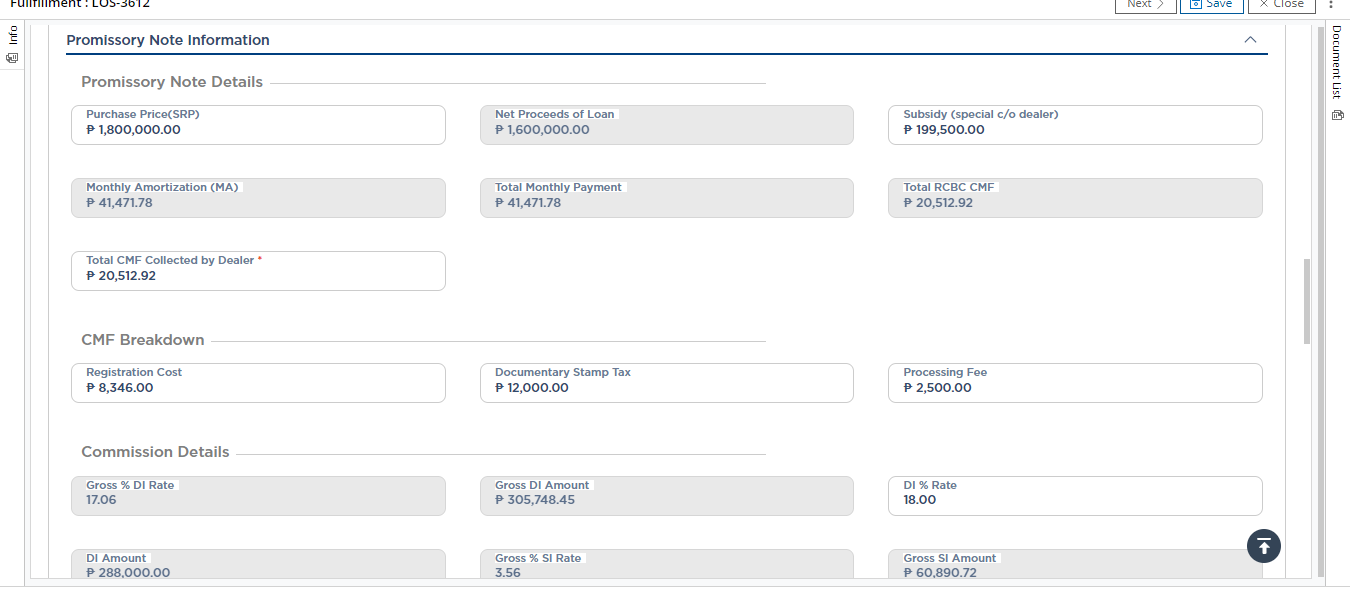 Fulfillment : LOS-3612
Next
Save
Close
Info
Document List
Promissory Note Information
Promissory Note Details
Purchase Price(SRP)
₱ 1,800,000.00
Net Proceeds of Loan
₱ 1,600,000.00
Subsidy (special c/o dealer)
₱ 199,500.00
Monthly Amortization (MA)
₱ 41,471.78
Total Monthly Payment
₱ 41,471.78
Total RCBC CMF
₱ 20,512.92
Total CMF Collected by Dealer *
₱ 20,512.92
CMF Breakdown
Registration Cost
₱ 8,346.00
Documentary Stamp Tax
₱ 12,000.00
Processing Fee
₱ 2,500.00
Commission Details
Gross % DI Rate
17.06
Gross DI Amount
₱ 305,748.45
DI % Rate
18.00
DI Amount
₱ 288,000.00
Gross % SI Rate
3.56
Gross SI Amount
₱ 60,890.72